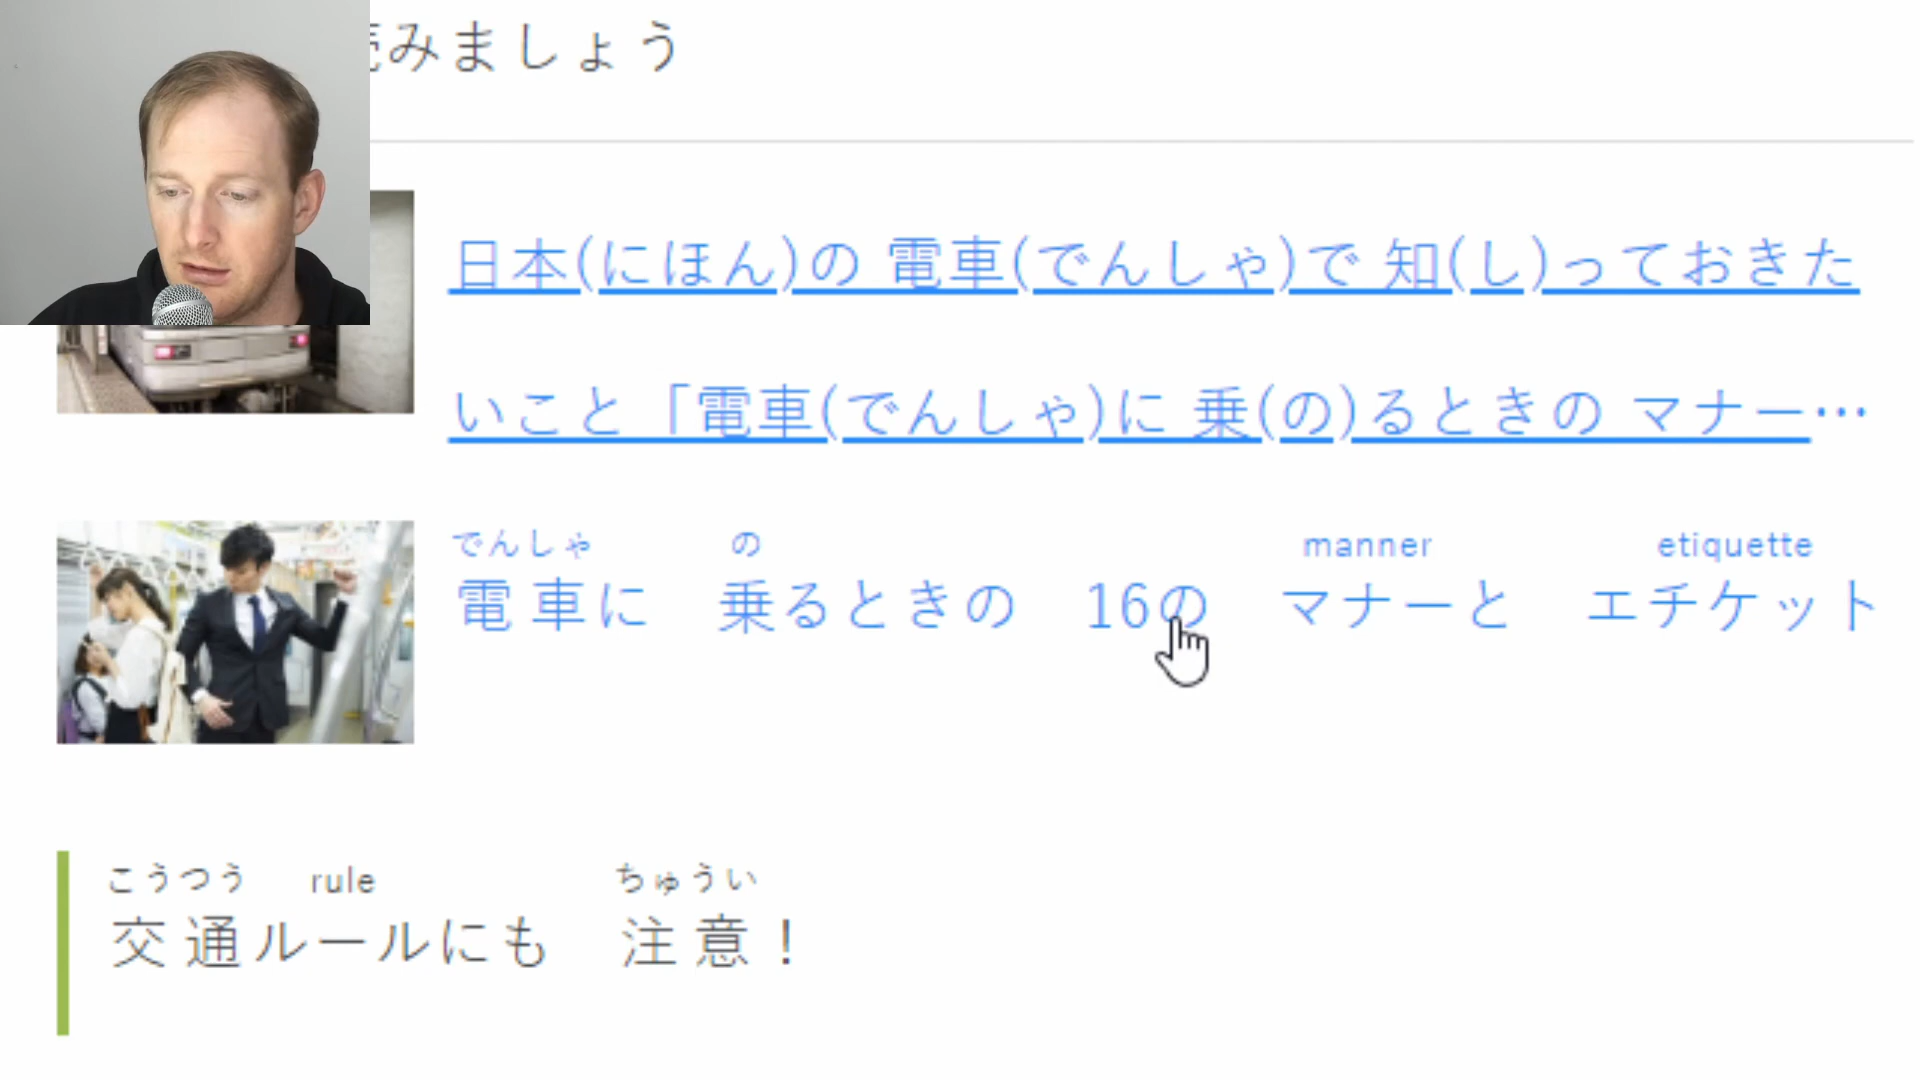 みましょう
日本(にほん)の 電車(でんしゃ)で 知(し)っておきた
いこと「電車(でんしゃ)に 乗(の)るときの マナー…
でんしゃ の manner etiquette
電車に 乗るときの 16の マナーと エチケット
こうつう rule ちゅうい
交通ルールにも 注意！